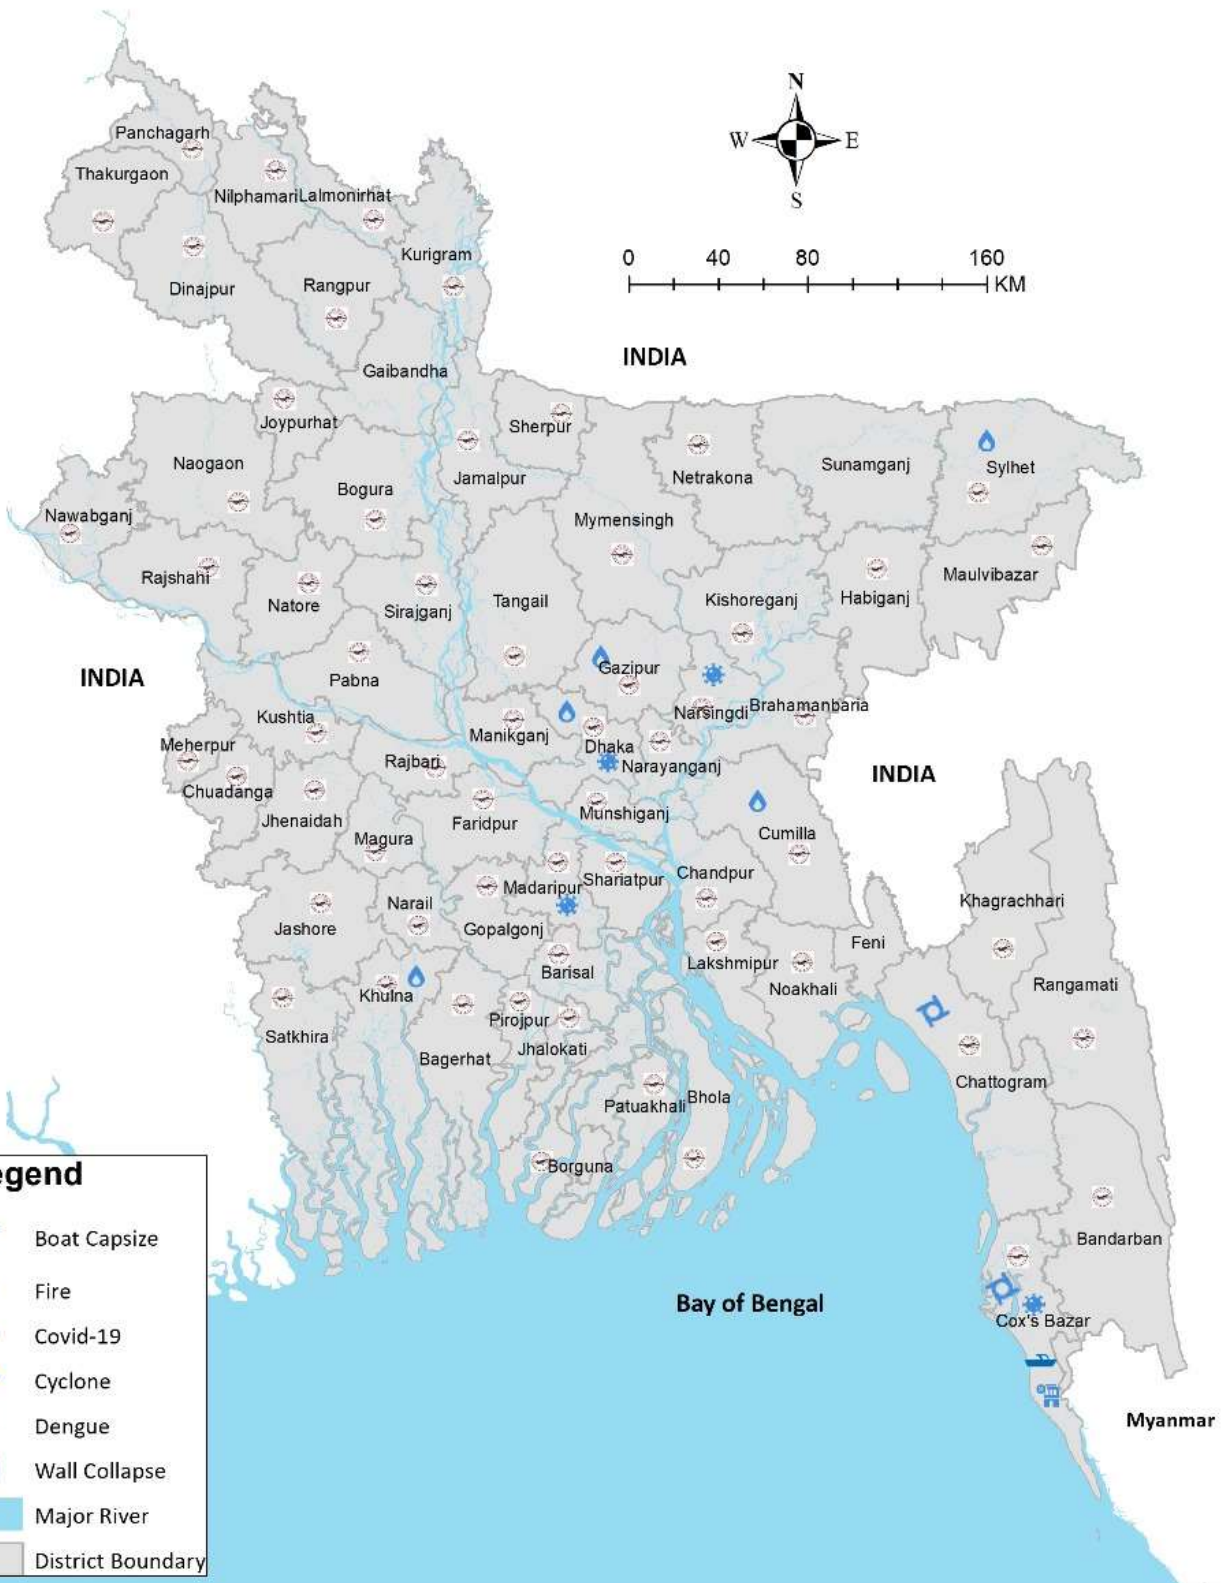 N
W E
S
0 40 80 160
KM
Panchagarh
Thakurgaon
Nilphamari
Lalmonirhat
Kurigram
Dinajpur
Rangpur
Gaibandha
INDIA
Joypurhat
Sherpur
Naogaon
Bogura
Jamalpur
Netrakona
Sunamganj
Sylhet
Nawabganj
Mymensingh
Rajshahi
Natore
Sirajganj
Tangail
Kishoreganj
Habiganj
Maulvibazar
INDIA
Pabna
Gazipur
Kushtia
Narsingdi
Brahamanbaria
Meherpur
Manikganj
Dhaka
Rajbari
Narayanganj
INDIA
Chuadanga
Jhenaidah
Faridpur
Munshiganj
Magura
Cumilla
Madaripur
Shariatpur
Chandpur
Narail
Khagrachhari
Jashore
Gopalgonj
Feni
Barisal
Lakshmipur
Noakhali
Rangamati
Khulna
Satkhira
Pirojpur
Jhalokati
Bagerhat
Chattogram
Patuakhali
Bhola
Borguna
Bandarban
Bay of Bengal
Cox's Bazar
Myanmar
egend
Boat Capsize
Fire
Covid-19
Cyclone
Dengue
Wall Collapse
Major River
District Boundary